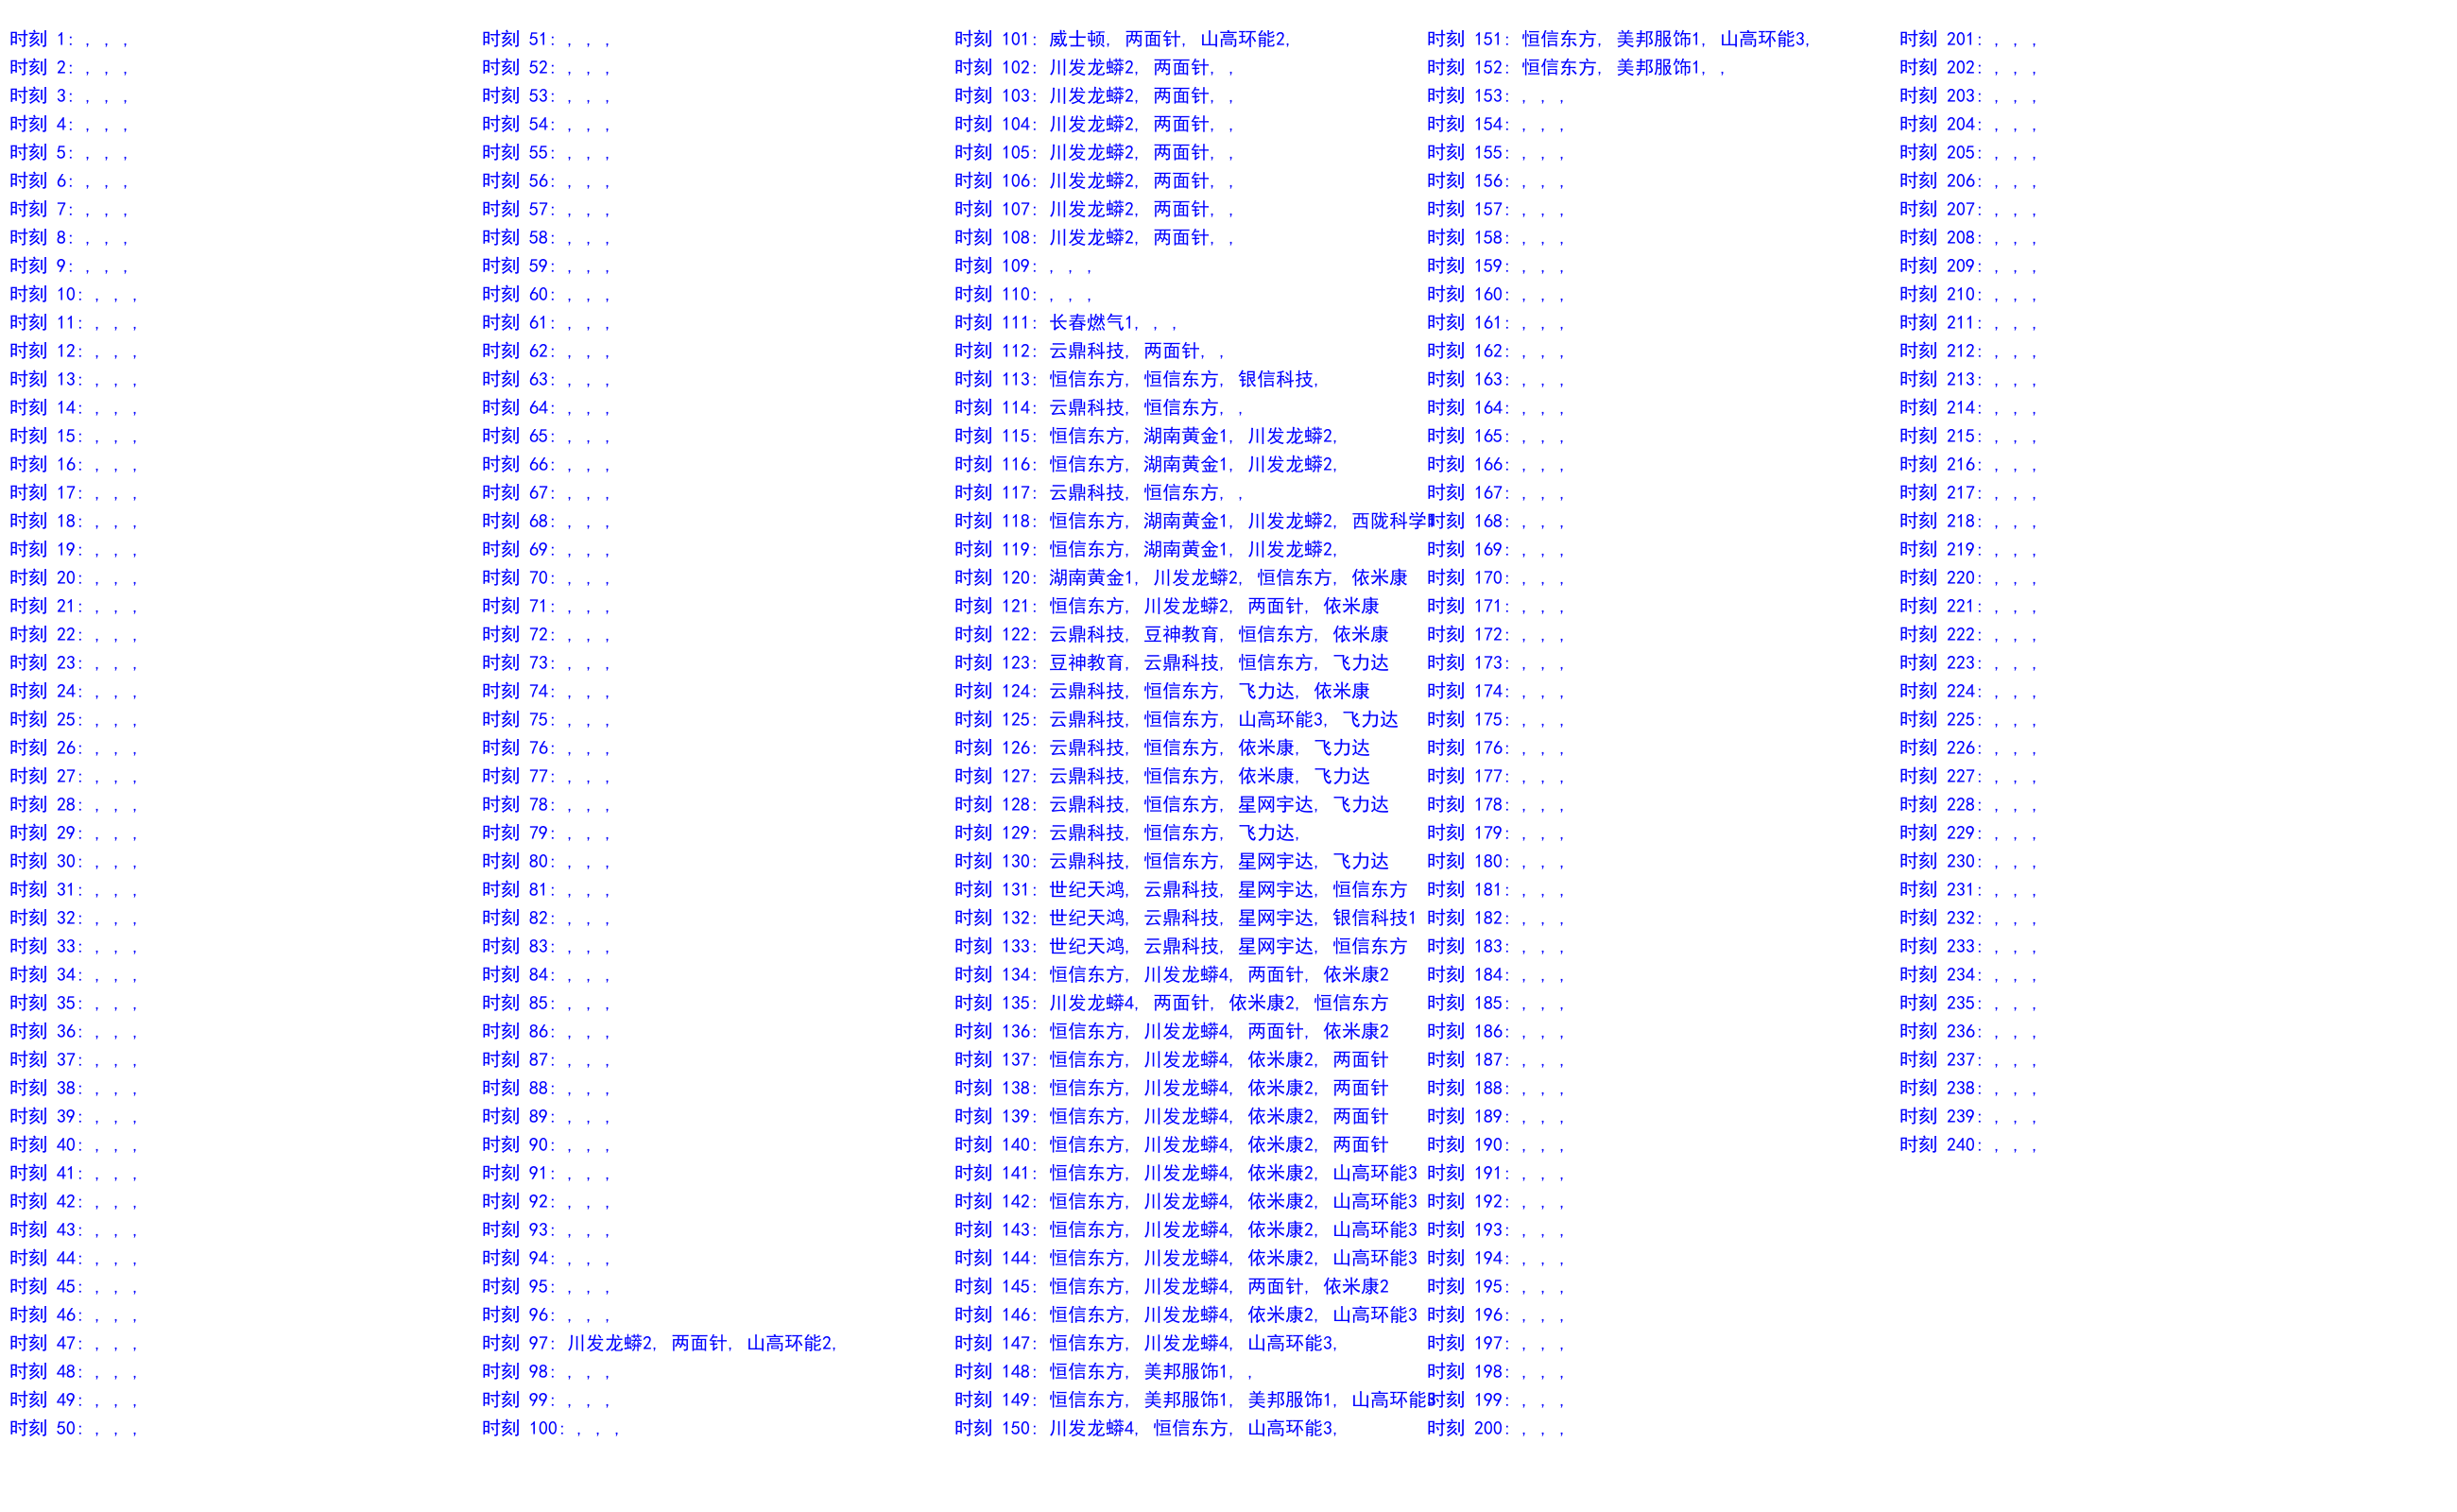 时刻 1: , , ,
时刻 2: , , ,
时刻 3: , , ,
时刻 4: , , ,
时刻 5: , , ,
时刻 6: , , ,
时刻 7: , , ,
时刻 8: , , ,
时刻 9: , , ,
时刻 10: , , ,
时刻 11: , , ,
时刻 12: , , ,
时刻 13: , , ,
时刻 14: , , ,
时刻 15: , , ,
时刻 16: , , ,
时刻 17: , , ,
时刻 18: , , ,
时刻 19: , , ,
时刻 20: , , ,
时刻 21: , , ,
时刻 22: , , ,
时刻 23: , , ,
时刻 24: , , ,
时刻 25: , , ,
时刻 26: , , ,
时刻 27: , , ,
时刻 28: , , ,
时刻 29: , , ,
时刻 30: , , ,
时刻 31: , , ,
时刻 32: , , ,
时刻 33: , , ,
时刻 34: , , ,
时刻 35: , , ,
时刻 36: , , ,
时刻 37: , , ,
时刻 38: , , ,
时刻 39: , , ,
时刻 40: , , ,
时刻 41: , , ,
时刻 42: , , ,
时刻 43: , , ,
时刻 44: , , ,
时刻 45: , , ,
时刻 46: , , ,
时刻 47: , , ,
时刻 48: , , ,
时刻 49: , , ,
时刻 50: , , ,
时刻 51: , , ,
时刻 52: , , ,
时刻 53: , , ,
时刻 54: , , ,
时刻 55: , , ,
时刻 56: , , ,
时刻 57: , , ,
时刻 58: , , ,
时刻 59: , , ,
时刻 60: , , ,
时刻 61: , , ,
时刻 62: , , ,
时刻 63: , , ,
时刻 64: , , ,
时刻 65: , , ,
时刻 66: , , ,
时刻 67: , , ,
时刻 68: , , ,
时刻 69: , , ,
时刻 70: , , ,
时刻 71: , , ,
时刻 72: , , ,
时刻 73: , , ,
时刻 74: , , ,
时刻 75: , , ,
时刻 76: , , ,
时刻 77: , , ,
时刻 78: , , ,
时刻 79: , , ,
时刻 80: , , ,
时刻 81: , , ,
时刻 82: , , ,
时刻 83: , , ,
时刻 84: , , ,
时刻 85: , , ,
时刻 86: , , ,
时刻 87: , , ,
时刻 88: , , ,
时刻 89: , , ,
时刻 90: , , ,
时刻 91: , , ,
时刻 92: , , ,
时刻 93: , , ,
时刻 94: , , ,
时刻 95: , , ,
时刻 96: , , ,
时刻 97: 川发龙蟒2, 两面针, 山高环能2,
时刻 98: , , ,
时刻 99: , , ,
时刻 100: , , ,
时刻 101: 威士顿, 两面针, 山高环能2,
时刻 102: 川发龙蟒2, 两面针, ,
时刻 103: 川发龙蟒2, 两面针, ,
时刻 104: 川发龙蟒2, 两面针, ,
时刻 105: 川发龙蟒2, 两面针, ,
时刻 106: 川发龙蟒2, 两面针, ,
时刻 107: 川发龙蟒2, 两面针, ,
时刻 108: 川发龙蟒2, 两面针, ,
时刻 109: , , ,
时刻 110: , , ,
时刻 111: 长春燃气1, , ,
时刻 112: 云鼎科技, 两面针, ,
时刻 113: 恒信东方, 恒信东方, 银信科技,
时刻 114: 云鼎科技, 恒信东方, ,
时刻 115: 恒信东方, 湖南黄金1, 川发龙蟒2,
时刻 116: 恒信东方, 湖南黄金1, 川发龙蟒2,
时刻 117: 云鼎科技, 恒信东方, ,
时刻 118: 恒信东方, 湖南黄金1, 川发龙蟒2, 西陇科学
时刻 119: 恒信东方, 湖南黄金1, 川发龙蟒2,
时刻 120: 湖南黄金1, 川发龙蟒2, 恒信东方, 依米康
时刻 121: 恒信东方, 川发龙蟒2, 两面针, 依米康
时刻 122: 云鼎科技, 豆神教育, 恒信东方, 依米康
时刻 123: 豆神教育, 云鼎科技, 恒信东方, 飞力达
时刻 124: 云鼎科技, 恒信东方, 飞力达, 依米康
时刻 125: 云鼎科技, 恒信东方, 山高环能3, 飞力达
时刻 126: 云鼎科技, 恒信东方, 依米康, 飞力达
时刻 127: 云鼎科技, 恒信东方, 依米康, 飞力达
时刻 128: 云鼎科技, 恒信东方, 星网宇达, 飞力达
时刻 129: 云鼎科技, 恒信东方, 飞力达,
时刻 130: 云鼎科技, 恒信东方, 星网宇达, 飞力达
时刻 131: 世纪天鸿, 云鼎科技, 星网宇达, 恒信东方
时刻 132: 世纪天鸿, 云鼎科技, 星网宇达, 银信科技1
时刻 133: 世纪天鸿, 云鼎科技, 星网宇达, 恒信东方
时刻 134: 恒信东方, 川发龙蟒4, 两面针, 依米康2
时刻 135: 川发龙蟒4, 两面针, 依米康2, 恒信东方
时刻 136: 恒信东方, 川发龙蟒4, 两面针, 依米康2
时刻 137: 恒信东方, 川发龙蟒4, 依米康2, 两面针
时刻 138: 恒信东方, 川发龙蟒4, 依米康2, 两面针
时刻 139: 恒信东方, 川发龙蟒4, 依米康2, 两面针
时刻 140: 恒信东方, 川发龙蟒4, 依米康2, 两面针
时刻 141: 恒信东方, 川发龙蟒4, 依米康2, 山高环能3
时刻 142: 恒信东方, 川发龙蟒4, 依米康2, 山高环能3
时刻 143: 恒信东方, 川发龙蟒4, 依米康2, 山高环能3
时刻 144: 恒信东方, 川发龙蟒4, 依米康2, 山高环能3
时刻 145: 恒信东方, 川发龙蟒4, 两面针, 依米康2
时刻 146: 恒信东方, 川发龙蟒4, 依米康2, 山高环能3
时刻 147: 恒信东方, 川发龙蟒4, 山高环能3,
时刻 148: 恒信东方, 美邦服饰1, ,
时刻 149: 恒信东方, 美邦服饰1, 美邦服饰1, 山高环能
时刻 150: 川发龙蟒4, 恒信东方, 山高环能3,
时刻 151: 恒信东方, 美邦服饰1, 山高环能3,
时刻 152: 恒信东方, 美邦服饰1, ,
时刻 153: , , ,
时刻 154: , , ,
时刻 155: , , ,
时刻 156: , , ,
时刻 157: , , ,
时刻 158: , , ,
时刻 159: , , ,
时刻 160: , , ,
时刻 161: , , ,
时刻 162: , , ,
时刻 163: , , ,
时刻 164: , , ,
时刻 165: , , ,
时刻 166: , , ,
时刻 167: , , ,
时刻 168: , , ,
时刻 169: , , ,
时刻 170: , , ,
时刻 171: , , ,
时刻 172: , , ,
时刻 173: , , ,
时刻 174: , , ,
时刻 175: , , ,
时刻 176: , , ,
时刻 177: , , ,
时刻 178: , , ,
时刻 179: , , ,
时刻 180: , , ,
时刻 181: , , ,
时刻 182: , , ,
时刻 183: , , ,
时刻 184: , , ,
时刻 185: , , ,
时刻 186: , , ,
时刻 187: , , ,
时刻 188: , , ,
时刻 189: , , ,
时刻 190: , , ,
时刻 191: , , ,
时刻 192: , , ,
时刻 193: , , ,
时刻 194: , , ,
时刻 195: , , ,
时刻 196: , , ,
时刻 197: , , ,
时刻 198: , , ,
时刻 199: , , ,
时刻 200: , , ,
时刻 201: , , ,
时刻 202: , , ,
时刻 203: , , ,
时刻 204: , , ,
时刻 205: , , ,
时刻 206: , , ,
时刻 207: , , ,
时刻 208: , , ,
时刻 209: , , ,
时刻 210: , , ,
时刻 211: , , ,
时刻 212: , , ,
时刻 213: , , ,
时刻 214: , , ,
时刻 215: , , ,
时刻 216: , , ,
时刻 217: , , ,
时刻 218: , , ,
时刻 219: , , ,
时刻 220: , , ,
时刻 221: , , ,
时刻 222: , , ,
时刻 223: , , ,
时刻 224: , , ,
时刻 225: , , ,
时刻 226: , , ,
时刻 227: , , ,
时刻 228: , , ,
时刻 229: , , ,
时刻 230: , , ,
时刻 231: , , ,
时刻 232: , , ,
时刻 233: , , ,
时刻 234: , , ,
时刻 235: , , ,
时刻 236: , , ,
时刻 237: , , ,
时刻 238: , , ,
时刻 239: , , ,
时刻 240: , , ,